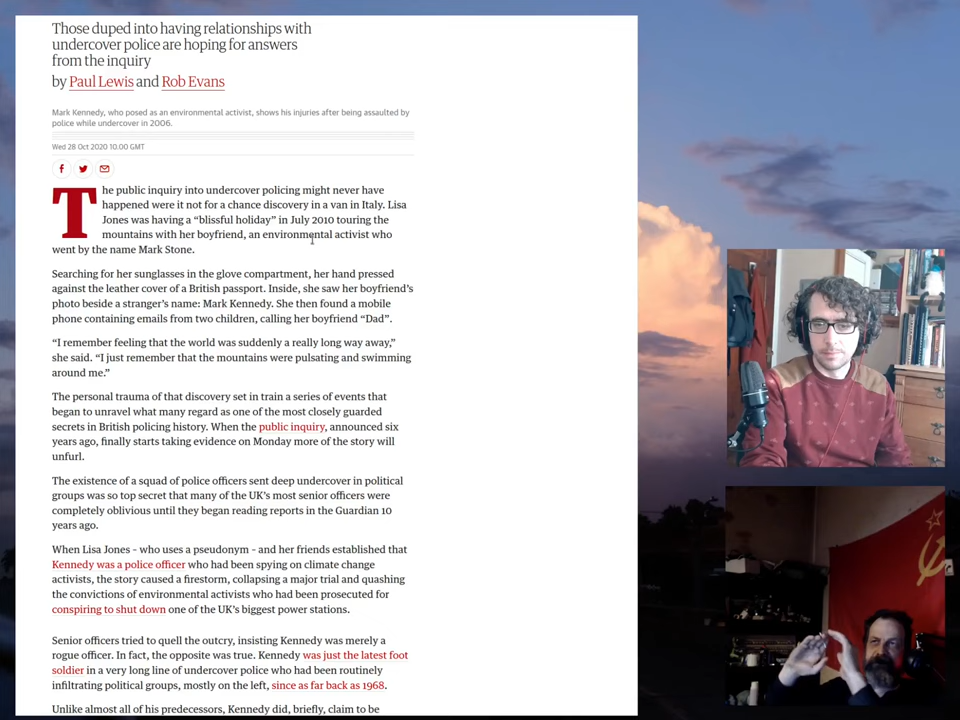 Those duped into having relationships with
undercover police are hoping for answers
from the inquiry
by Paul Lewis and Rob Evans
Mark Kennedy, who posed as an environmental activist, shows his injuries after being assaulted by
police while undercover in 2006.
Wed 28 Oct 2020 10.00 GMT
The public inquiry into undercover policing might never have
happened were it not for a chance discovery in a van in Italy. Lisa
Jones was having a “blissful holiday” in July 2010 touring the
mountains with her boyfriend, an environmental activist who
went by the name Mark Stone.
Searching for her sunglasses in the glove compartment, her hand pressed
against the leather cover of a British passport. Inside, she saw her boyfriend’s
photo beside a stranger’s name: Mark Kennedy. She then found a mobile
phone containing emails from two children, calling her boyfriend “Dad”.
“I remember feeling that the world was suddenly a really long way away,”
she said. “I just remember that the mountains were pulsating and swimming
around me.”
The personal trauma of that discovery set in train a series of events that
began to unravel what many regard as one of the most closely guarded
secrets in British policing history. When the public inquiry, announced six
years ago, finally starts taking evidence on Monday more of the story will
unfurl.
The existence of a squad of police officers sent deep undercover in political
groups was so top secret that many of the UK’s most senior officers were
completely oblivious until they began reading reports in the Guardian 10
years ago.
When Lisa Jones – who uses a pseudonym – and her friends established that
Kennedy was a police officer who had been spying on climate change
activists, the story caused a firestorm, collapsing a major trial and quashing
the convictions of environmental activists who had been prosecuted for
conspiring to shut down one of the UK’s biggest power stations.
Senior officers tried to quell the outcry, insisting Kennedy was merely a
rogue officer. In fact, the opposite was true. Kennedy was just the latest foot
soldier in a very long line of undercover police who had been routinely
infiltrating political groups, mostly on the left, since as far back as 1968.
Unlike almost all of his predecessors, Kennedy did, briefly, claim to be